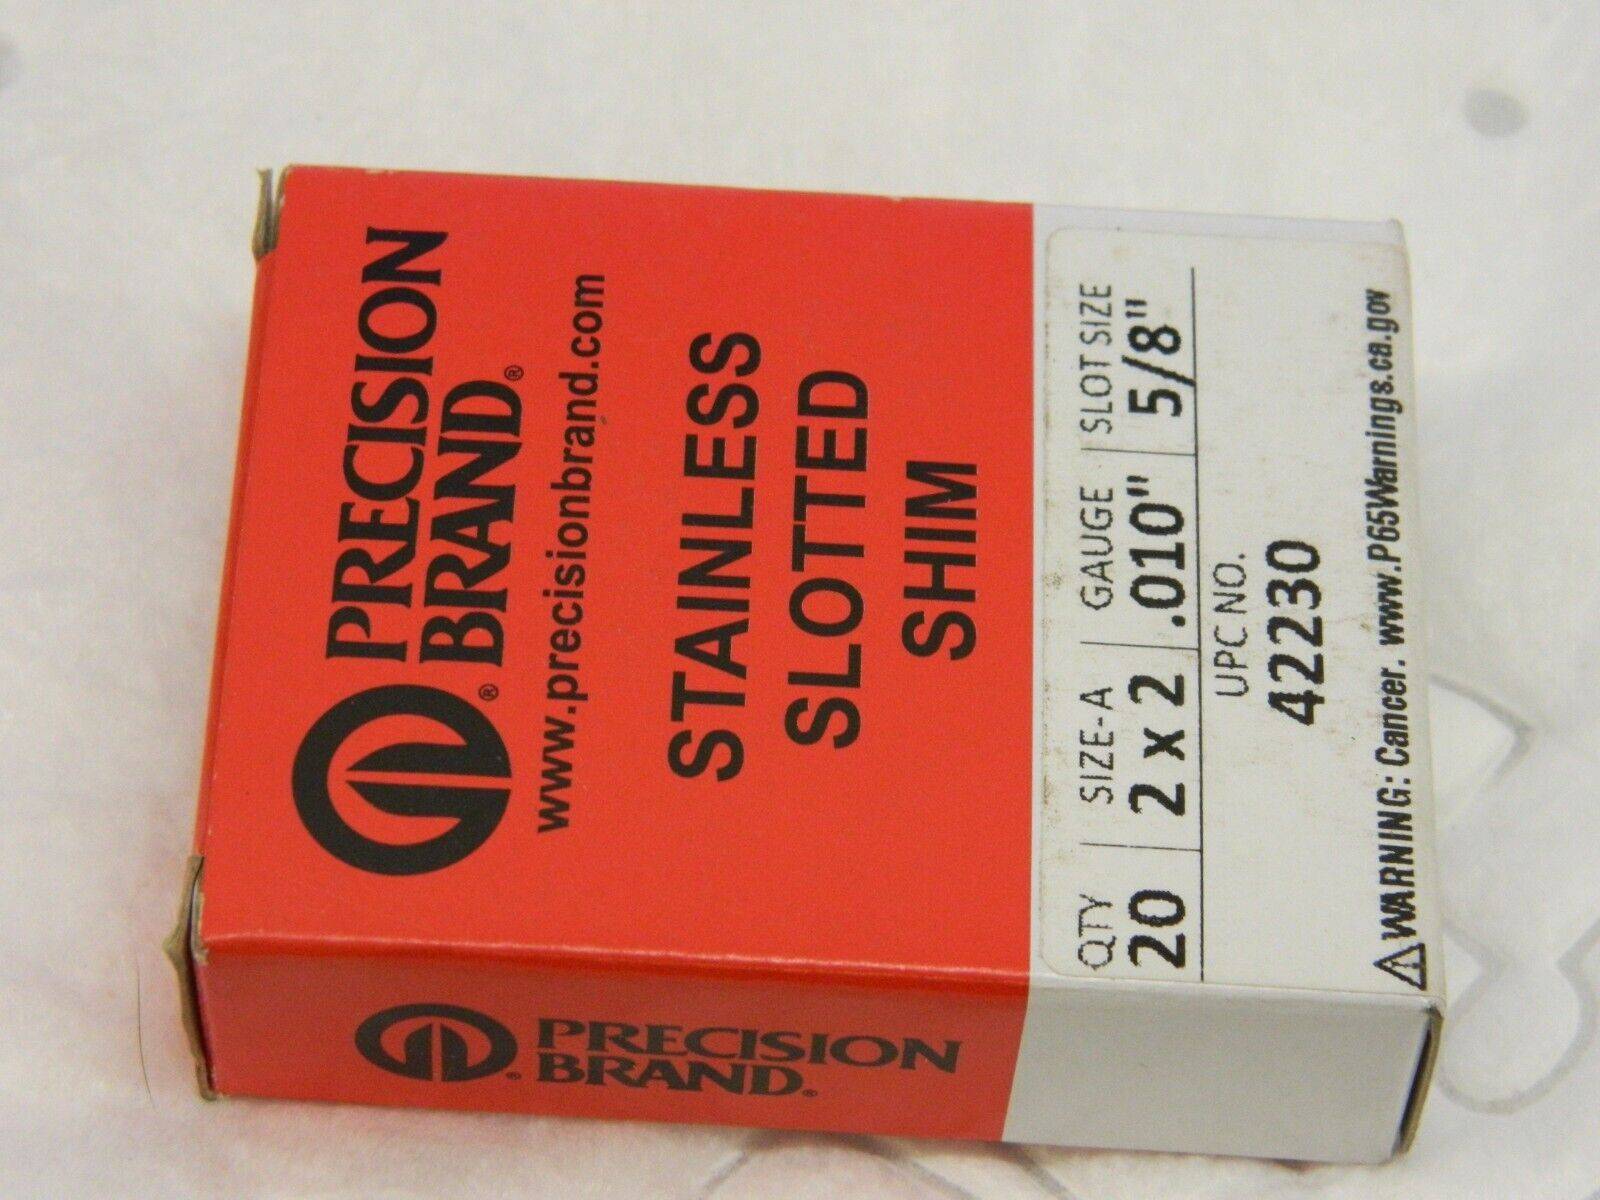 PRECISION
BRAND®
®
www.precisionbrand.com
STAINLESS
SLOTTED
SHIM
QTY SIZE-A GAUGE SLOT SIZE
20 2 x 2 .010" 5/8"
UPC NO.
42230
⚠WARNING: Cancer. www.P65Warnings.ca.gov
PRECISION
BRAND®
®